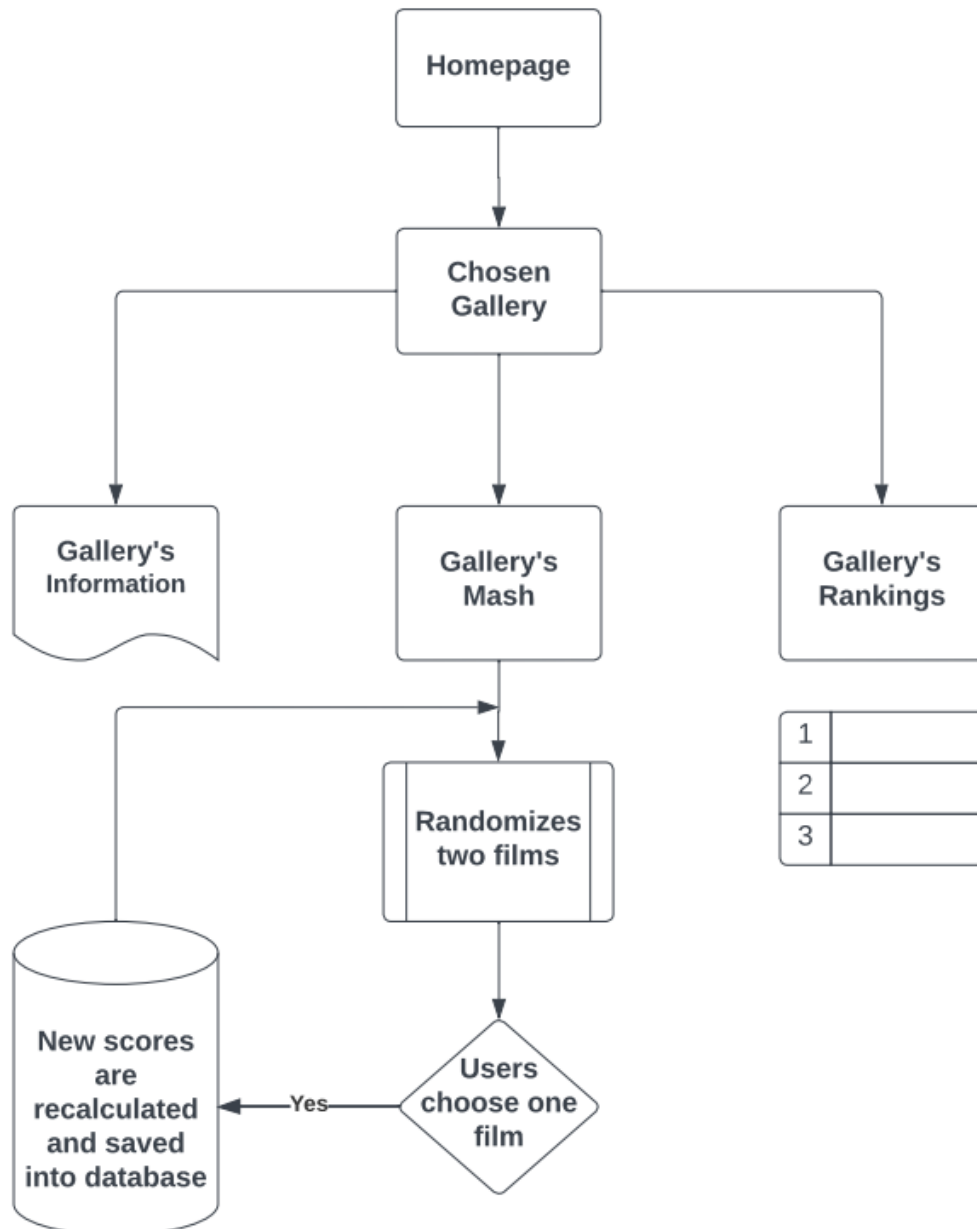 Homepage
Chosen
Gallery
Gallery's
Information
Gallery's
Mash
Gallery's
Rankings
1
2
3
Randomizes
two films
Users
choose one
film
Yes
New scores
are
recalculated
and saved
into database